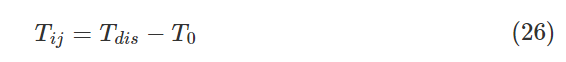 $T_{ij} = T_{dis} - T_0$ (26)